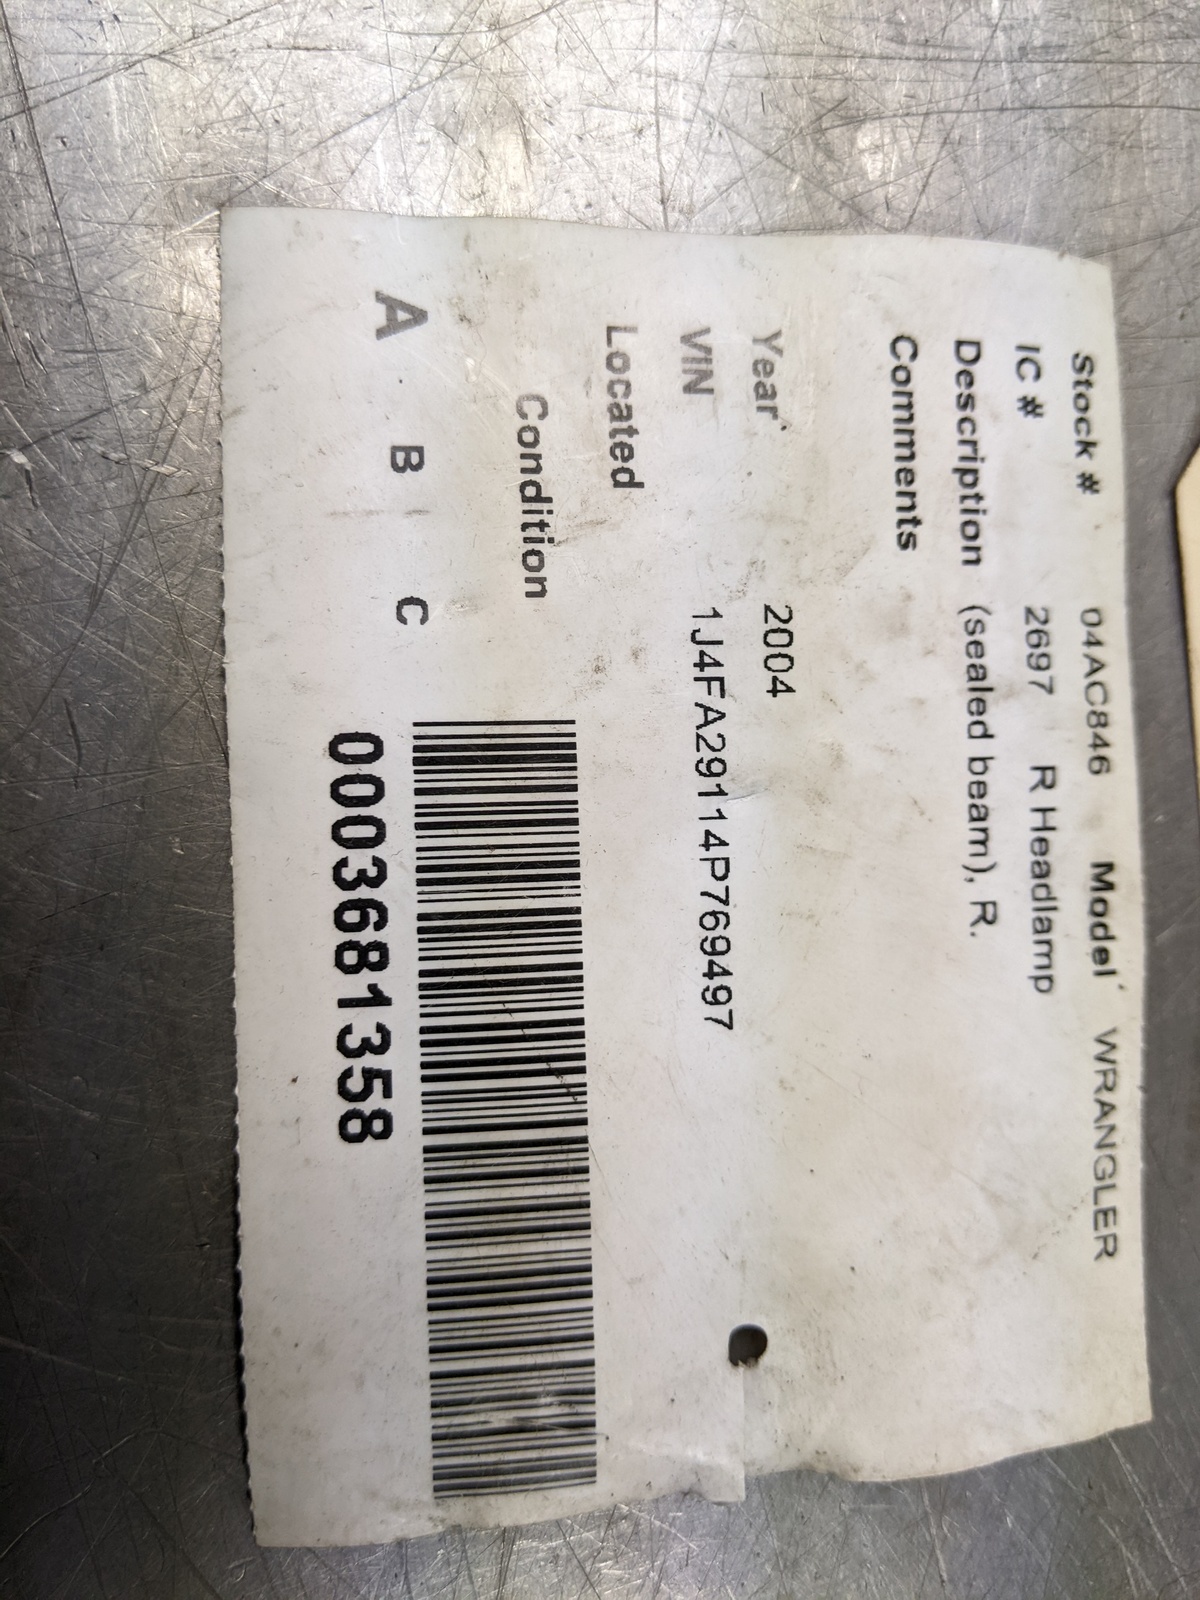 Stock # 04AC846 Model WRANGLER
IC # 2697 R Headlamp
Description (sealed beam), R.
Comments
Year 2004
VIN 1J4FA29114P769497
Located
Condition
A B C
0003681358